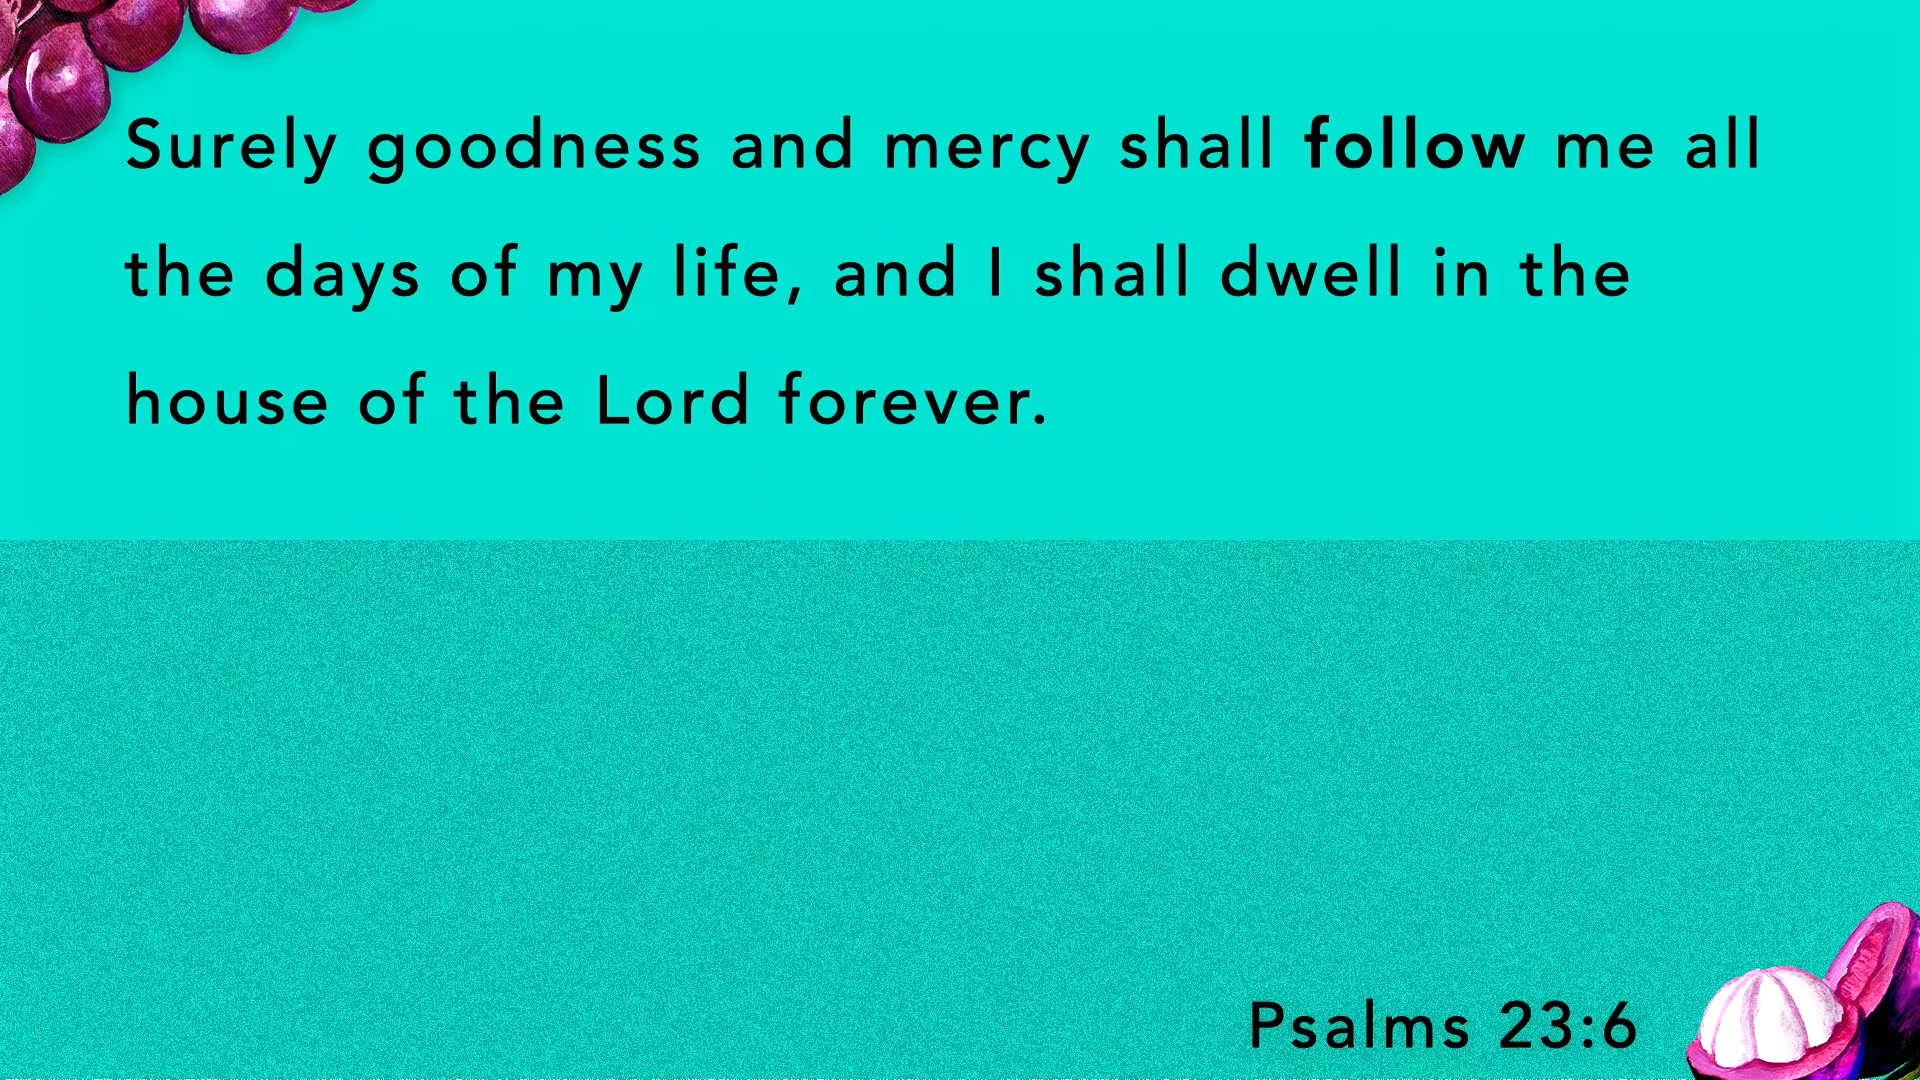 Surely goodness and mercy shall follow me all
the days of my life, and I shall dwell in the
house of the Lord forever.
Psalms 23:6